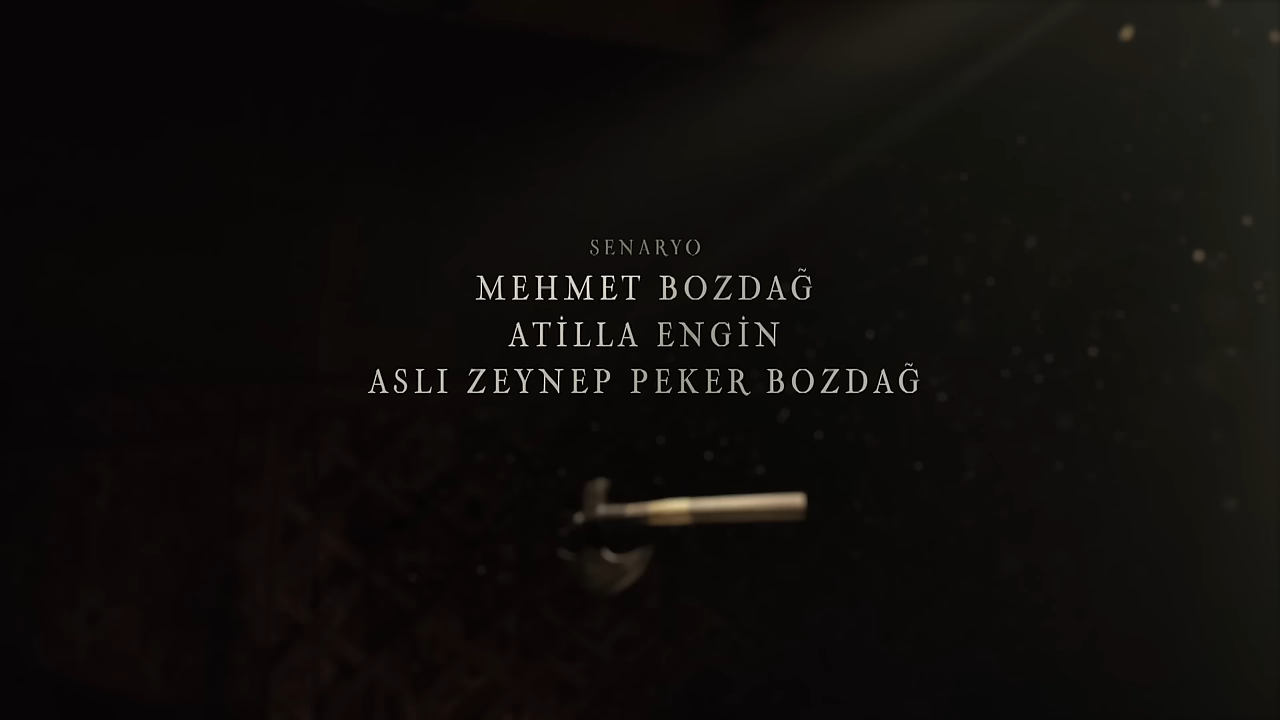 SENARYO
MEHMET BOZDAĞ
ATİLLA ENGİN
ASLI ZEYNEP PEKER BOZDAĞ